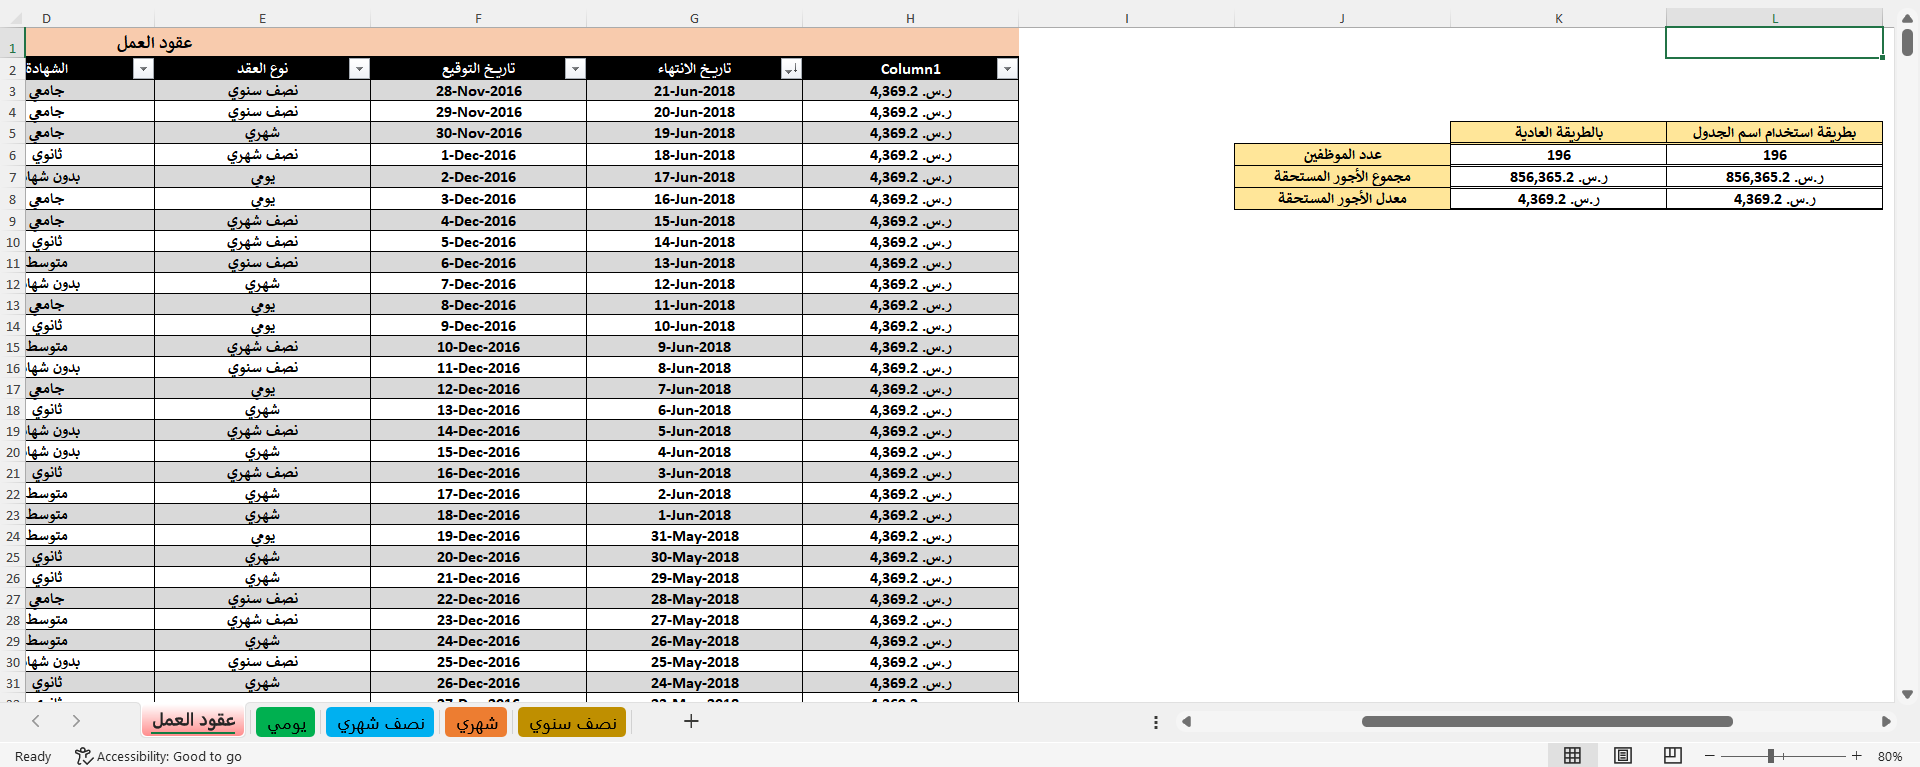 D E F G H I J K L
1 عقود العمل
2 الشهادة نوع العقد تاريخ التوقيع تاريخ الانتهاء Column1
3 جامعي نصف سنوي 28-Nov-2016 21-Jun-2018 ر.س. 4,369.2
4 جامعي نصف سنوي 29-Nov-2016 20-Jun-2018 ر.س. 4,369.2
5 جامعي شهري 30-Nov-2016 19-Jun-2018 ر.س. 4,369.2 بالطريقة العادية بطريقة استخدام اسم الجدول
6 ثانوي نصف شهري 1-Dec-2016 18-Jun-2018 ر.س. 4,369.2 عدد الموظفين 196 196
7 بدون شها يومي 2-Dec-2016 17-Jun-2018 ر.س. 4,369.2 مجموع الأجور المستحقة ر.س. 856,365.2 ر.س. 856,365.2
8 جامعي يومي 3-Dec-2016 16-Jun-2018 ر.س. 4,369.2 معدل الأجور المستحقة ر.س. 4,369.2 ر.س. 4,369.2
9 جامعي نصف شهري 4-Dec-2016 15-Jun-2018 ر.س. 4,369.2
10 ثانوي نصف شهري 5-Dec-2016 14-Jun-2018 ر.س. 4,369.2
11 متوسط نصف سنوي 6-Dec-2016 13-Jun-2018 ر.س. 4,369.2
12 بدون شها شهري 7-Dec-2016 12-Jun-2018 ر.س. 4,369.2
13 جامعي يومي 8-Dec-2016 11-Jun-2018 ر.س. 4,369.2
14 ثانوي يومي 9-Dec-2016 10-Jun-2018 ر.س. 4,369.2
15 متوسط نصف شهري 10-Dec-2016 9-Jun-2018 ر.س. 4,369.2
16 بدون شها نصف سنوي 11-Dec-2016 8-Jun-2018 ر.س. 4,369.2
17 جامعي يومي 12-Dec-2016 7-Jun-2018 ر.س. 4,369.2
18 ثانوي شهري 13-Dec-2016 6-Jun-2018 ر.س. 4,369.2
19 بدون شها نصف شهري 14-Dec-2016 5-Jun-2018 ر.س. 4,369.2
20 بدون شها شهري 15-Dec-2016 4-Jun-2018 ر.س. 4,369.2
21 ثانوي نصف شهري 16-Dec-2016 3-Jun-2018 ر.س. 4,369.2
22 متوسط شهري 17-Dec-2016 2-Jun-2018 ر.س. 4,369.2
23 متوسط شهري 18-Dec-2016 1-Jun-2018 ر.س. 4,369.2
24 متوسط يومي 19-Dec-2016 31-May-2018 ر.س. 4,369.2
25 ثانوي شهري 20-Dec-2016 30-May-2018 ر.س. 4,369.2
26 ثانوي شهري 21-Dec-2016 29-May-2018 ر.س. 4,369.2
27 جامعي نصف سنوي 22-Dec-2016 28-May-2018 ر.س. 4,369.2
28 متوسط نصف شهري 23-Dec-2016 27-May-2018 ر.س. 4,369.2
29 متوسط شهري 24-Dec-2016 26-May-2018 ر.س. 4,369.2
30 بدون شها نصف سنوي 25-Dec-2016 25-May-2018 ر.س. 4,369.2
31 ثانوي شهري 26-Dec-2016 24-May-2018 ر.س. 4,369.2
عقود العمل يومي نصف شهري شهري نصف سنوي
Ready Accessibility: Good to go 80%